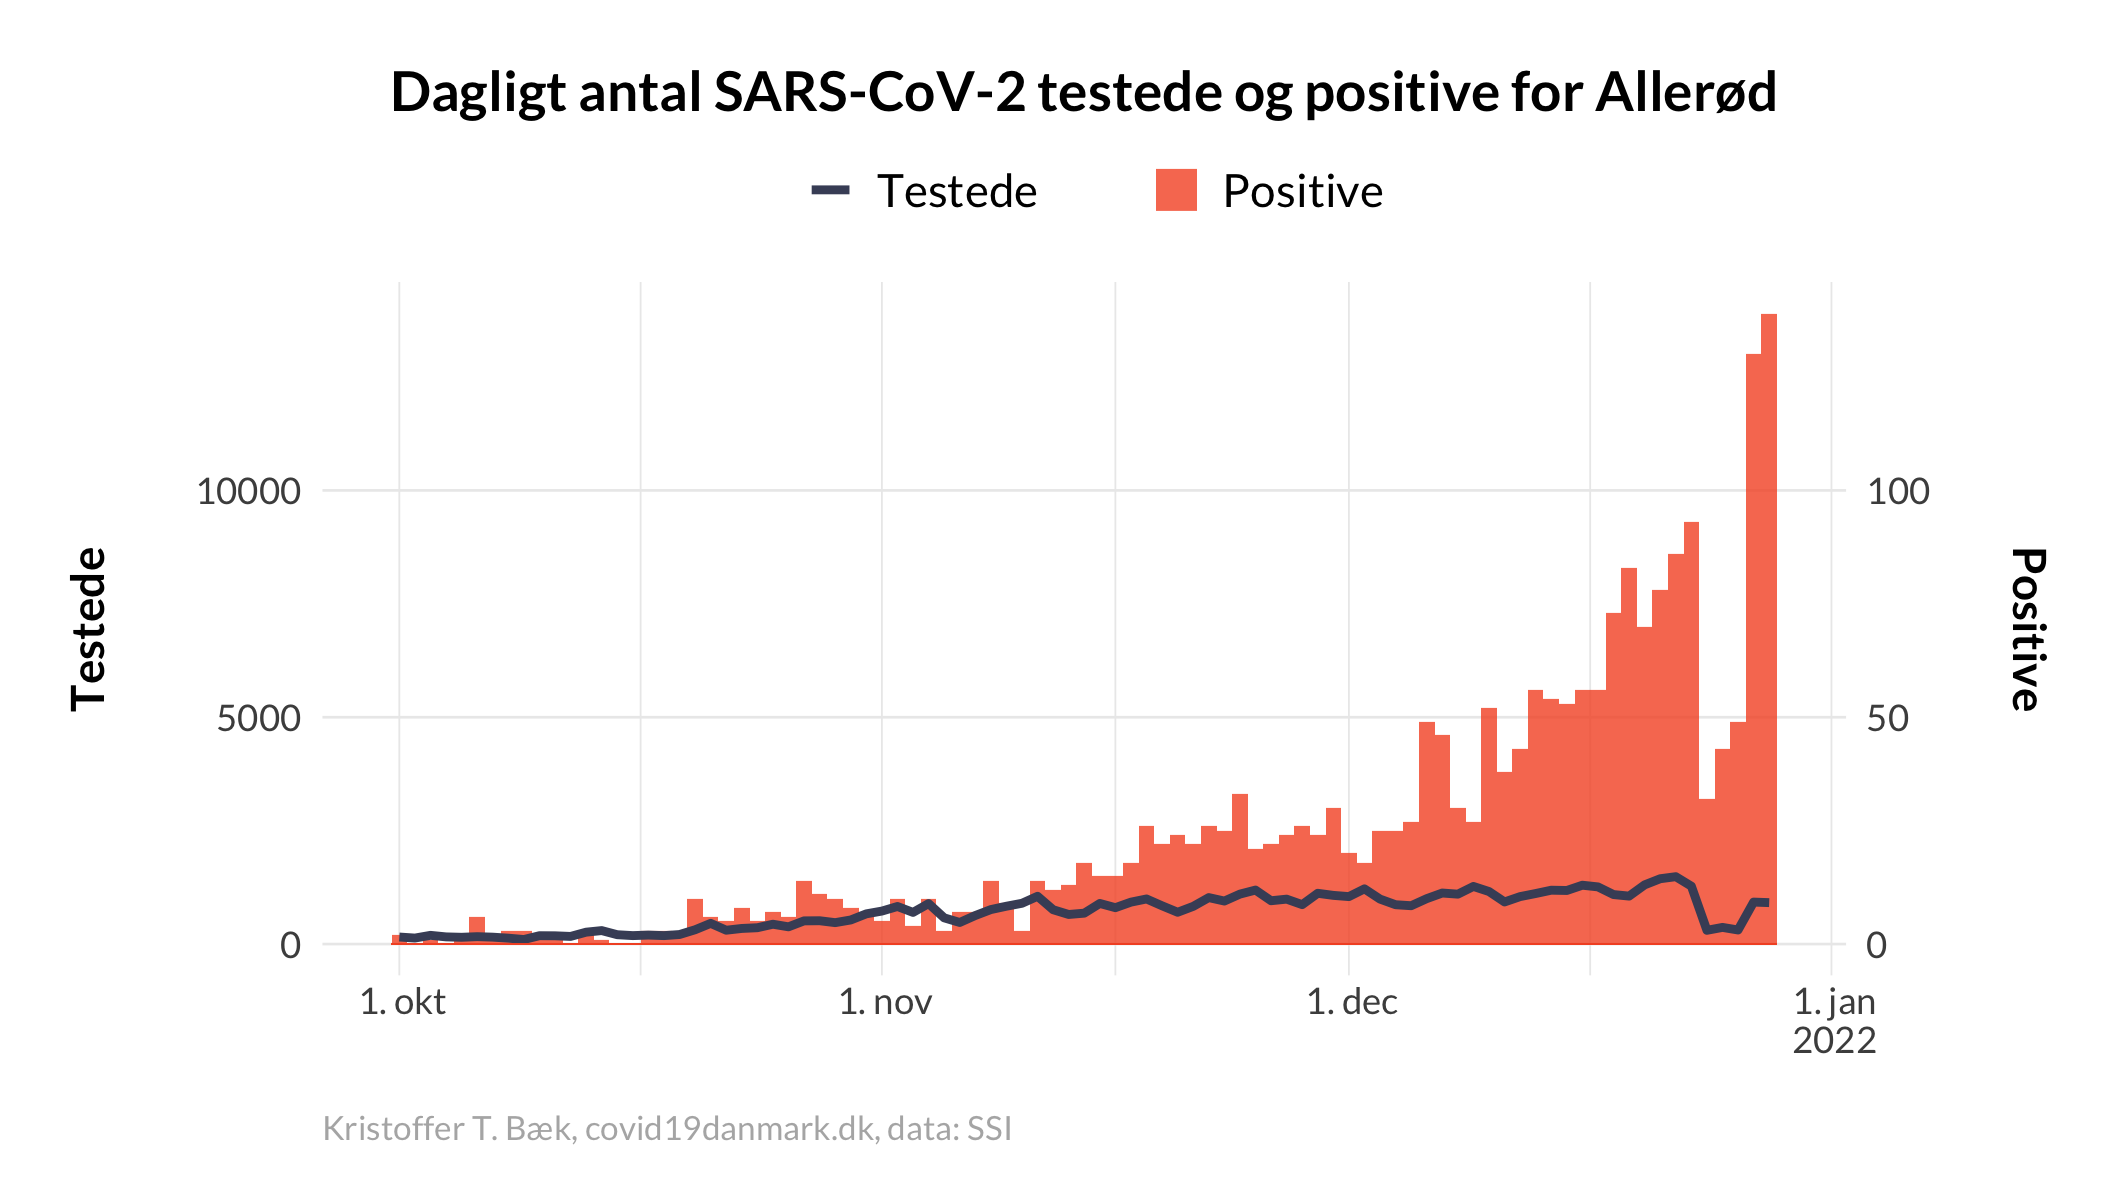 Dagligt antal SARS-CoV-2 testede og positive for Allerød
Testede
Positive
Testede
10000
5000
0
100
50
0
Positive
1. okt
1. nov
1. dec
1. jan
2022
Kristoffer T. Bæk, covid19danmark.dk, data: SSI